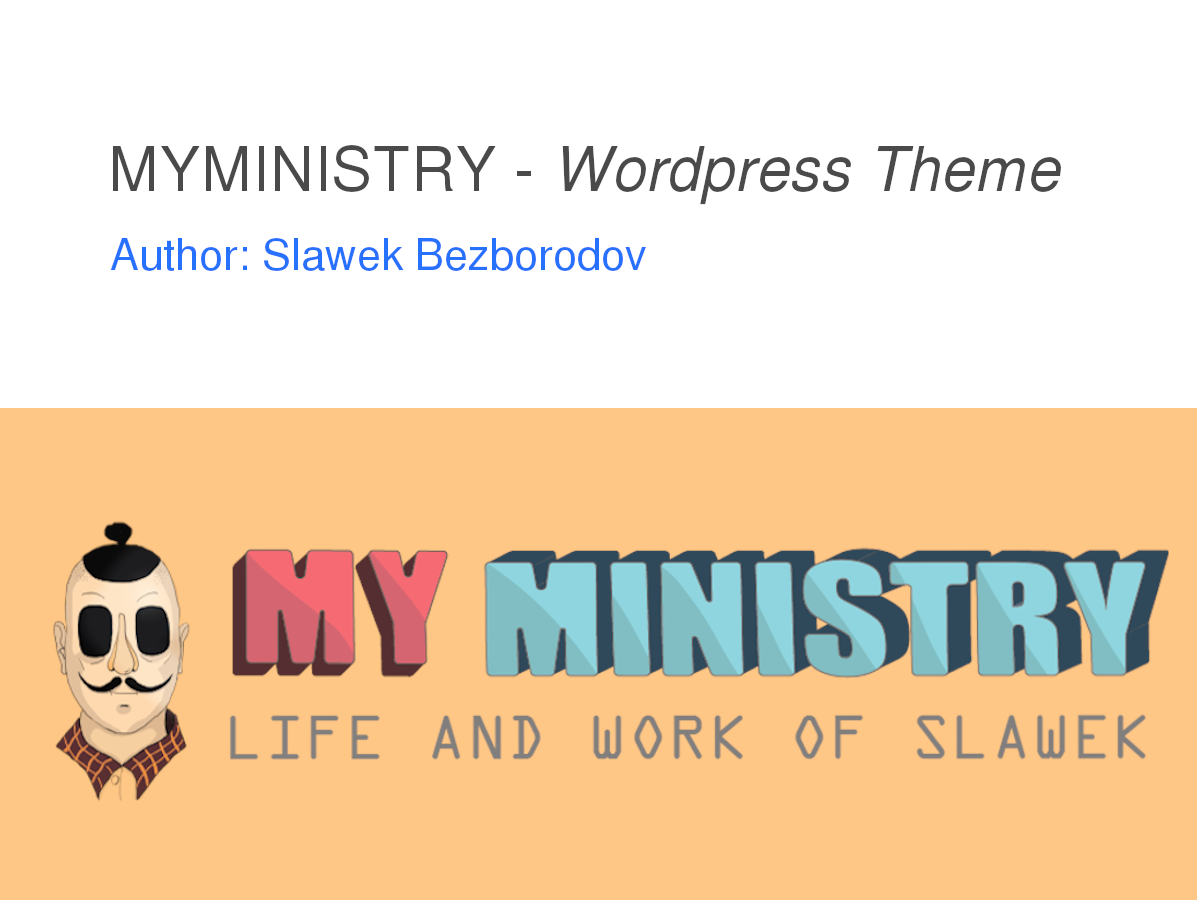 MYMINISTRY - Wordpress Theme
Author: Slawek Bezborodov
MY MINISTRY
LIFE AND WORK OF SLAWEK